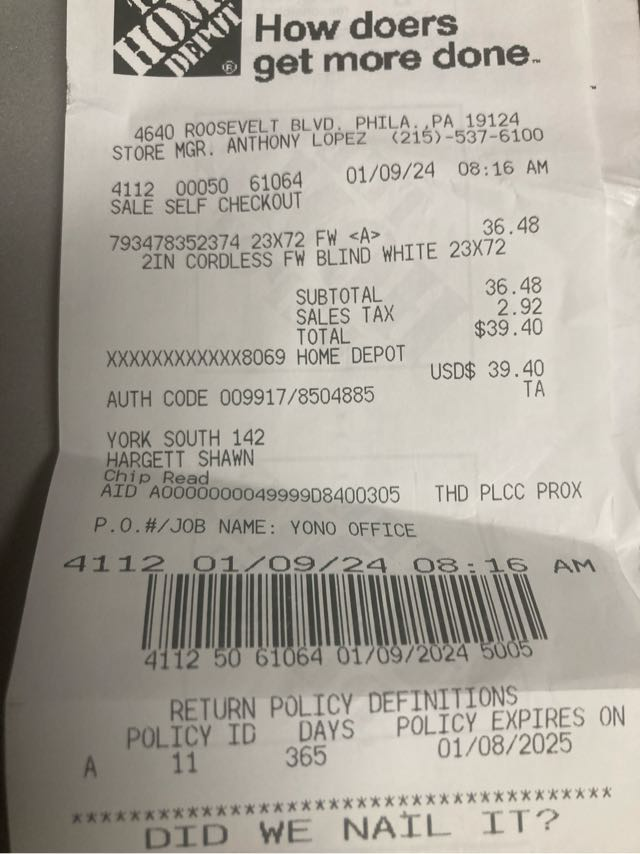 HOME
DEPOT
®
How doers
get more done™
4640 ROOSEVELT BLVD. PHILA., PA 19124
STORE MGR. ANTHONY LOPEZ (215)-537-6100
4112 00050 61064 01/09/24 08:16 AM
SALE SELF CHECKOUT
793478352374 23X72 FW <A> 36.48
2IN CORDLESS FW BLIND WHITE 23X72
SUBTOTAL 36.48
SALES TAX 2.92
TOTAL $39.40
XXXXXXXXXXXX8069 HOME DEPOT
USD$ 39.40
AUTH CODE 009917/8504885 TA
YORK SOUTH 142
HARGETT SHAWN
Chip Read
AID A0000000049999D8400305 THD PLCC PROX
P.O.#/JOB NAME: YONO OFFICE
4112 01/09/24 08:16 AM
4112 50 61064 01/09/2024 5005
RETURN POLICY DEFINITIONS
POLICY ID DAYS POLICY EXPIRES ON
A 11 365 01/08/2025
****************************************
DID WE NAIL IT?